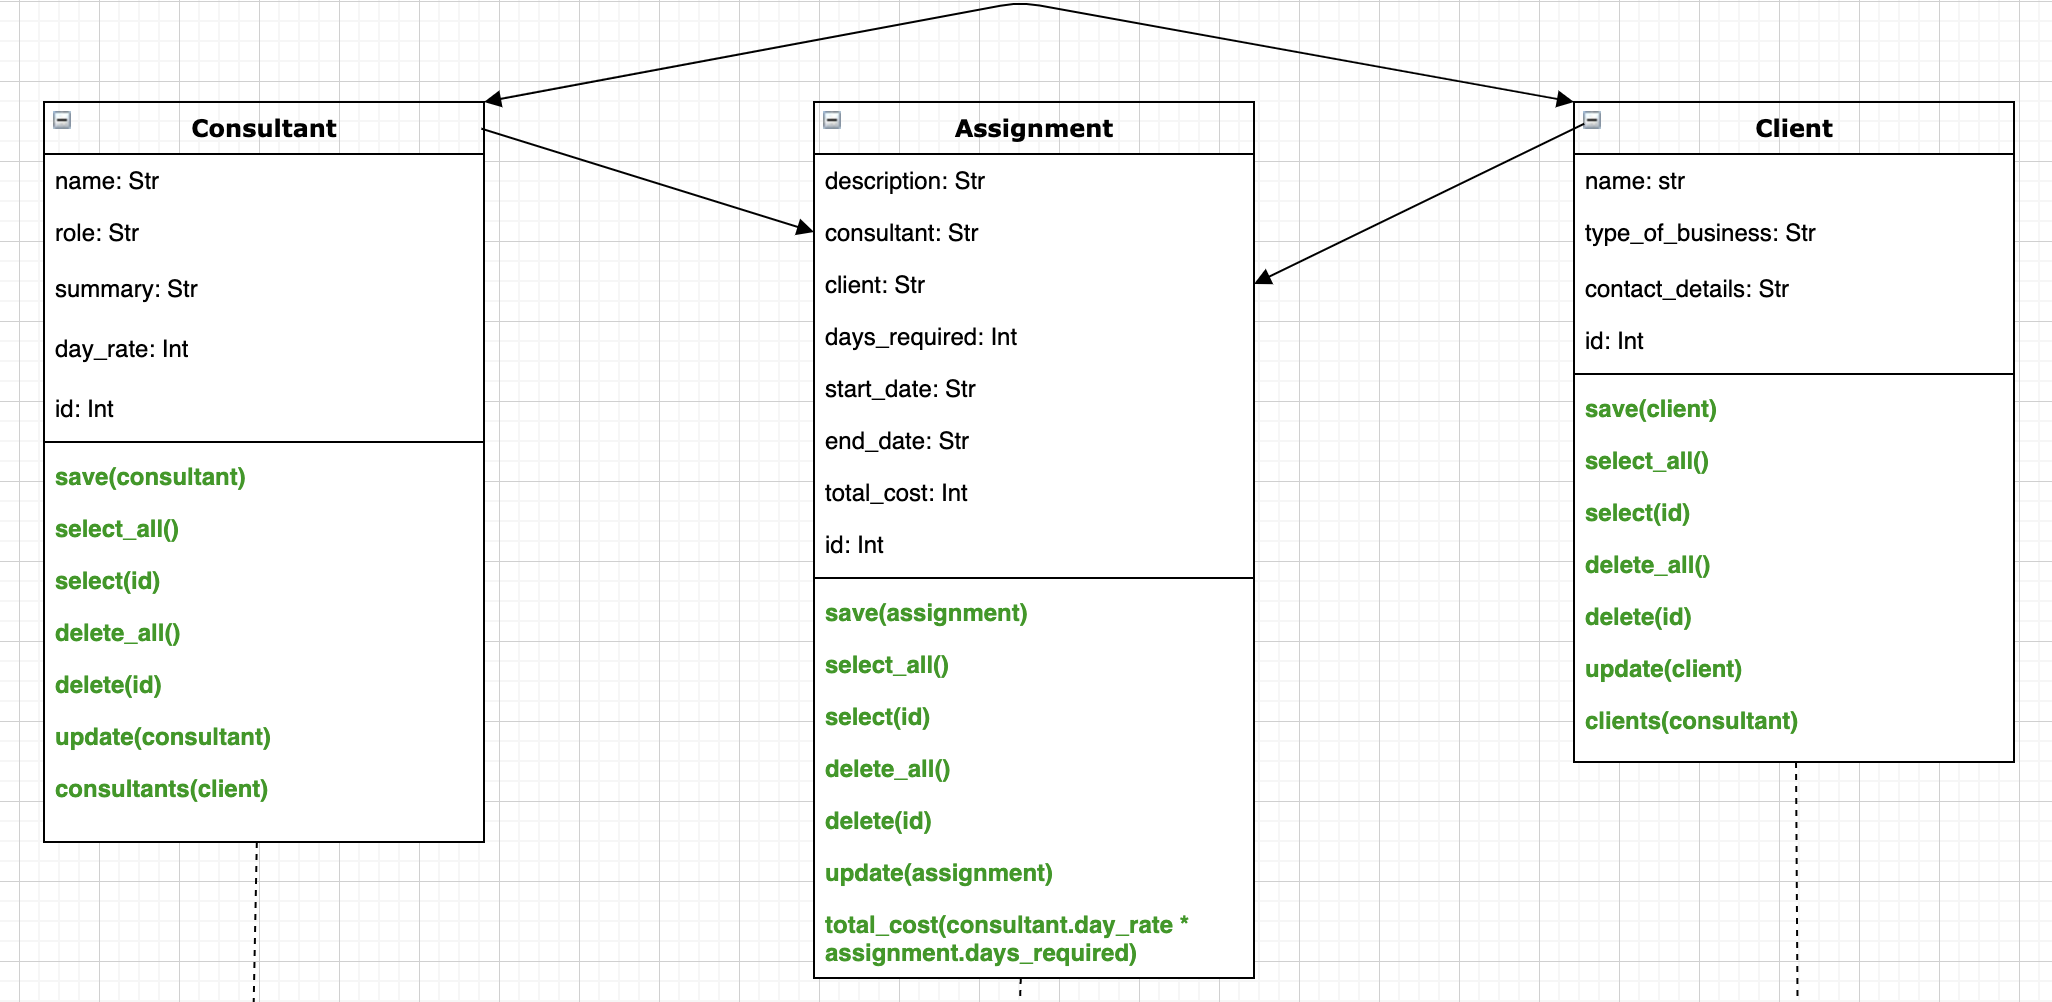 Consultant
name: Str
role: Str
summary: Str
day_rate: Int
id: Int
save(consultant)
select_all()
select(id)
delete_all()
delete(id)
update(consultant)
consultants(client)
Assignment
description: Str
consultant: Str
client: Str
days_required: Int
start_date: Str
end_date: Str
total_cost: Int
id: Int
save(assignment)
select_all()
select(id)
delete_all()
delete(id)
update(assignment)
total_cost(consultant.day_rate *
assignment.days_required)
Client
name: str
type_of_business: Str
contact_details: Str
id: Int
save(client)
select_all()
select(id)
delete_all()
delete(id)
update(client)
clients(consultant)